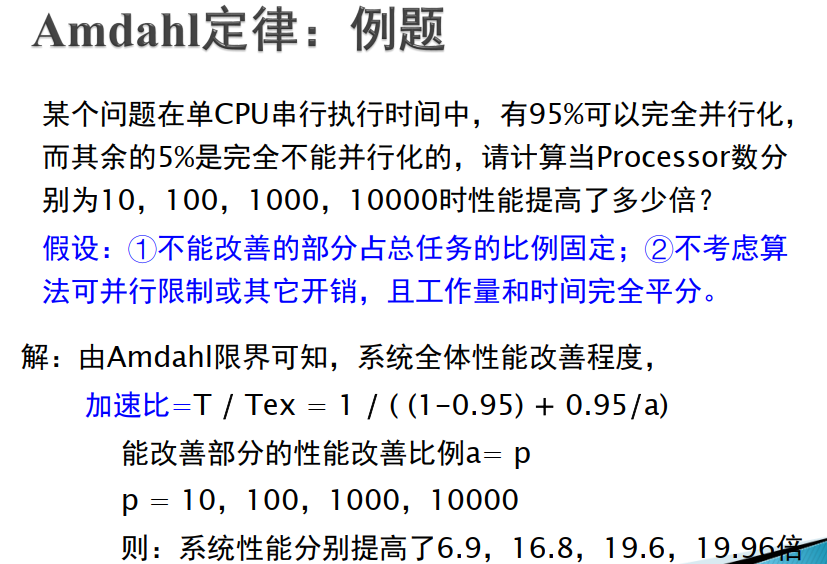 Amdahl定律：例题
某个问题在单CPU串行执行时间中，有95%可以完全并行化，
而其余的5%是完全不能并行化的，请计算当Processor数分
别为10，100，1000，10000时性能提高了多少倍？
假设：①不能改善的部分占总任务的比例固定；②不考虑算
法可并行限制或其它开销，且工作量和时间完全平分。
解：由Amdahl限界可知，系统全体性能改善程度，
加速比=T / Tex = 1 / ( (1-0.95) + 0.95/a)
能改善部分的性能改善比例a= p
p = 10，100，1000，10000
则：系统性能分别提高了6.9，16.8，19.6，19.96倍